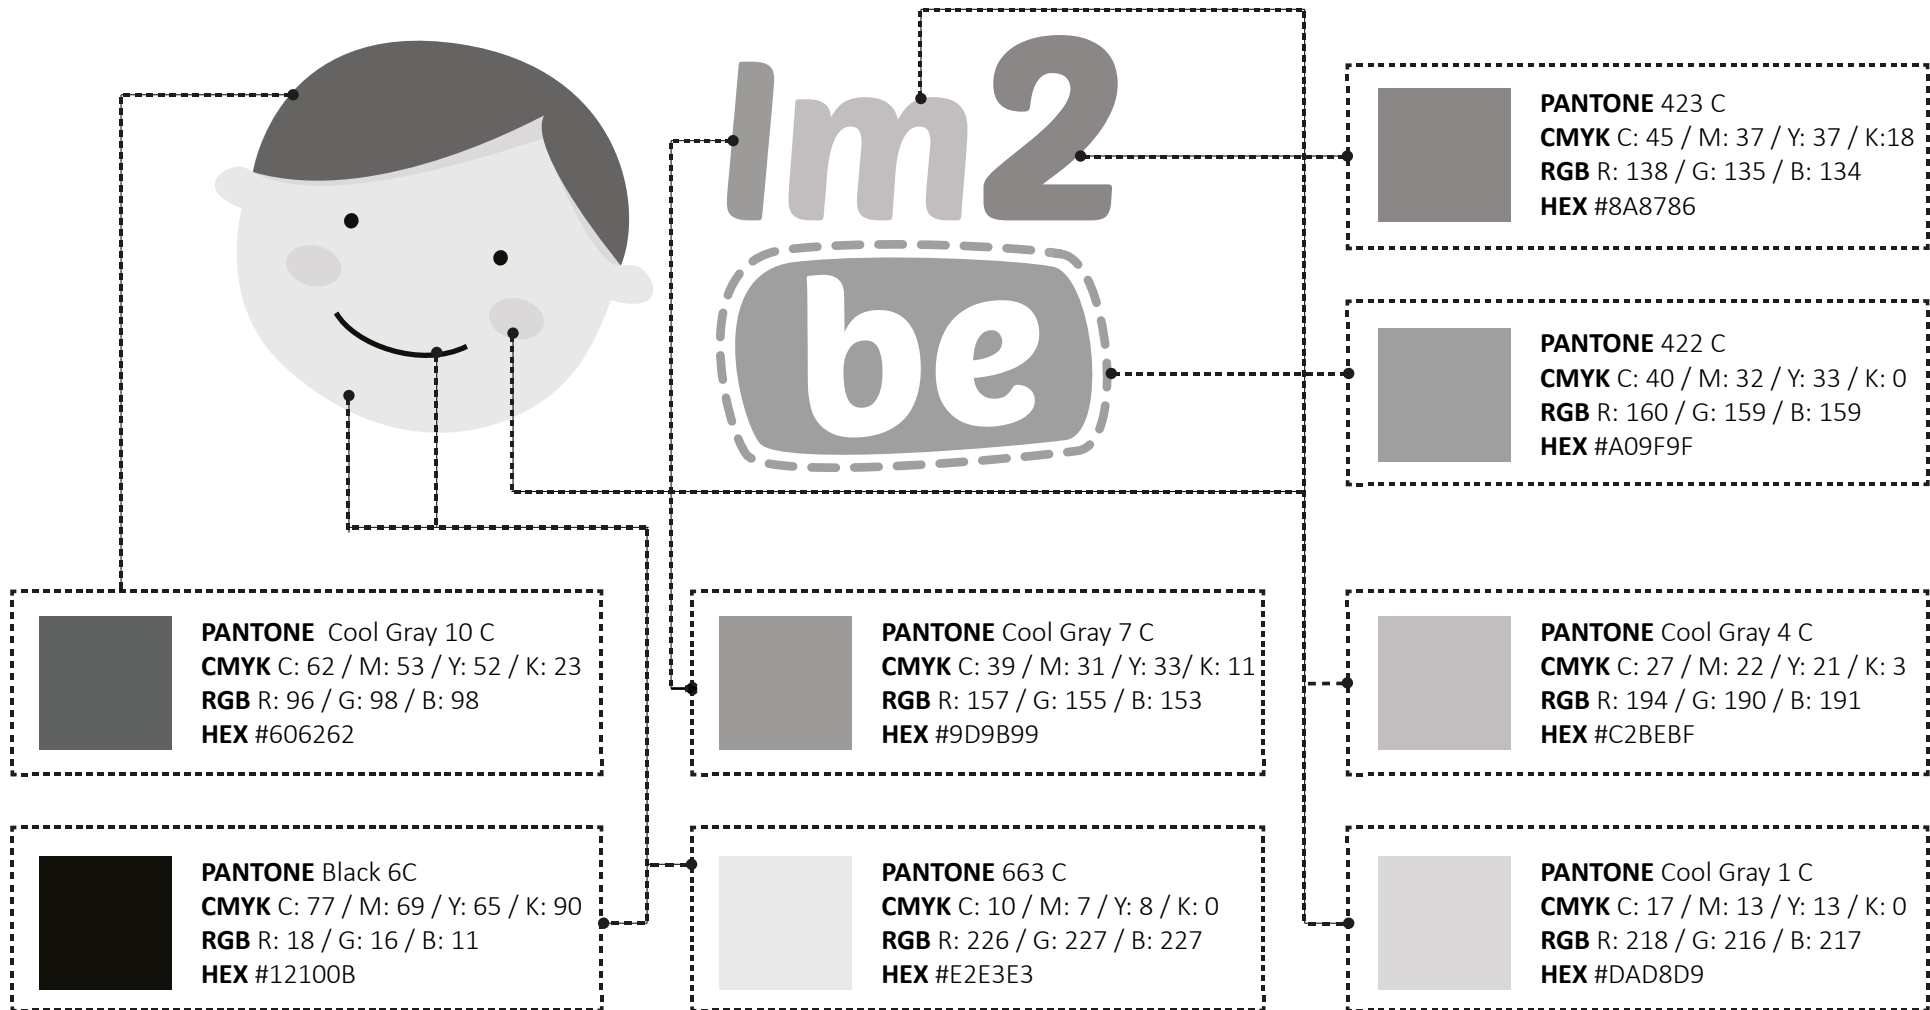 Im2
be
PANTONE 423 C
CMYK C: 45 / M: 37 / Y: 37 / K:18
RGB R: 138 / G: 135 / B: 134
HEX #8A8786
PANTONE 422 C
CMYK C: 40 / M: 32 / Y: 33 / K: 0
RGB R: 160 / G: 159 / B: 159
HEX #A09F9F
PANTONE Cool Gray 10 C
CMYK C: 62 / M: 53 / Y: 52 / K: 23
RGB R: 96 / G: 98 / B: 98
HEX #606262
PANTONE Cool Gray 7 C
CMYK C: 39 / M: 31 / Y: 33/ K: 11
RGB R: 157 / G: 155 / B: 153
HEX #9D9B99
PANTONE Cool Gray 4 C
CMYK C: 27 / M: 22 / Y: 21 / K: 3
RGB R: 194 / G: 190 / B: 191
HEX #C2BEBF
PANTONE Black 6C
CMYK C: 77 / M: 69 / Y: 65 / K: 90
RGB R: 18 / G: 16 / B: 11
HEX #12100B
PANTONE 663 C
CMYK C: 10 / M: 7 / Y: 8 / K: 0
RGB R: 226 / G: 227 / B: 227
HEX #E2E3E3
PANTONE Cool Gray 1 C
CMYK C: 17 / M: 13 / Y: 13 / K: 0
RGB R: 218 / G: 216 / B: 217
HEX #DAD8D9